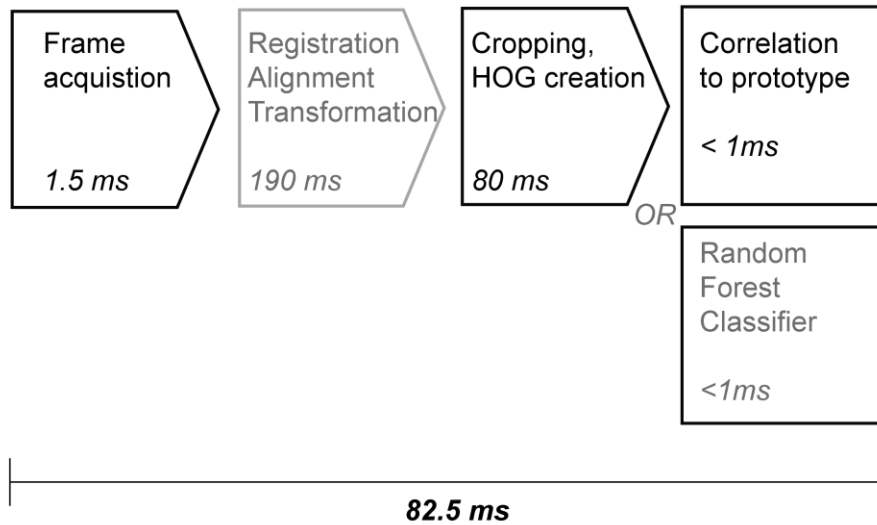 Frame
acquistion
1.5 ms
Registration
Alignment
Transformation
190 ms
Cropping,
HOG creation
80 ms
Correlation
to prototype
< 1ms
OR
Random
Forest
Classifier
<1ms
82.5 ms